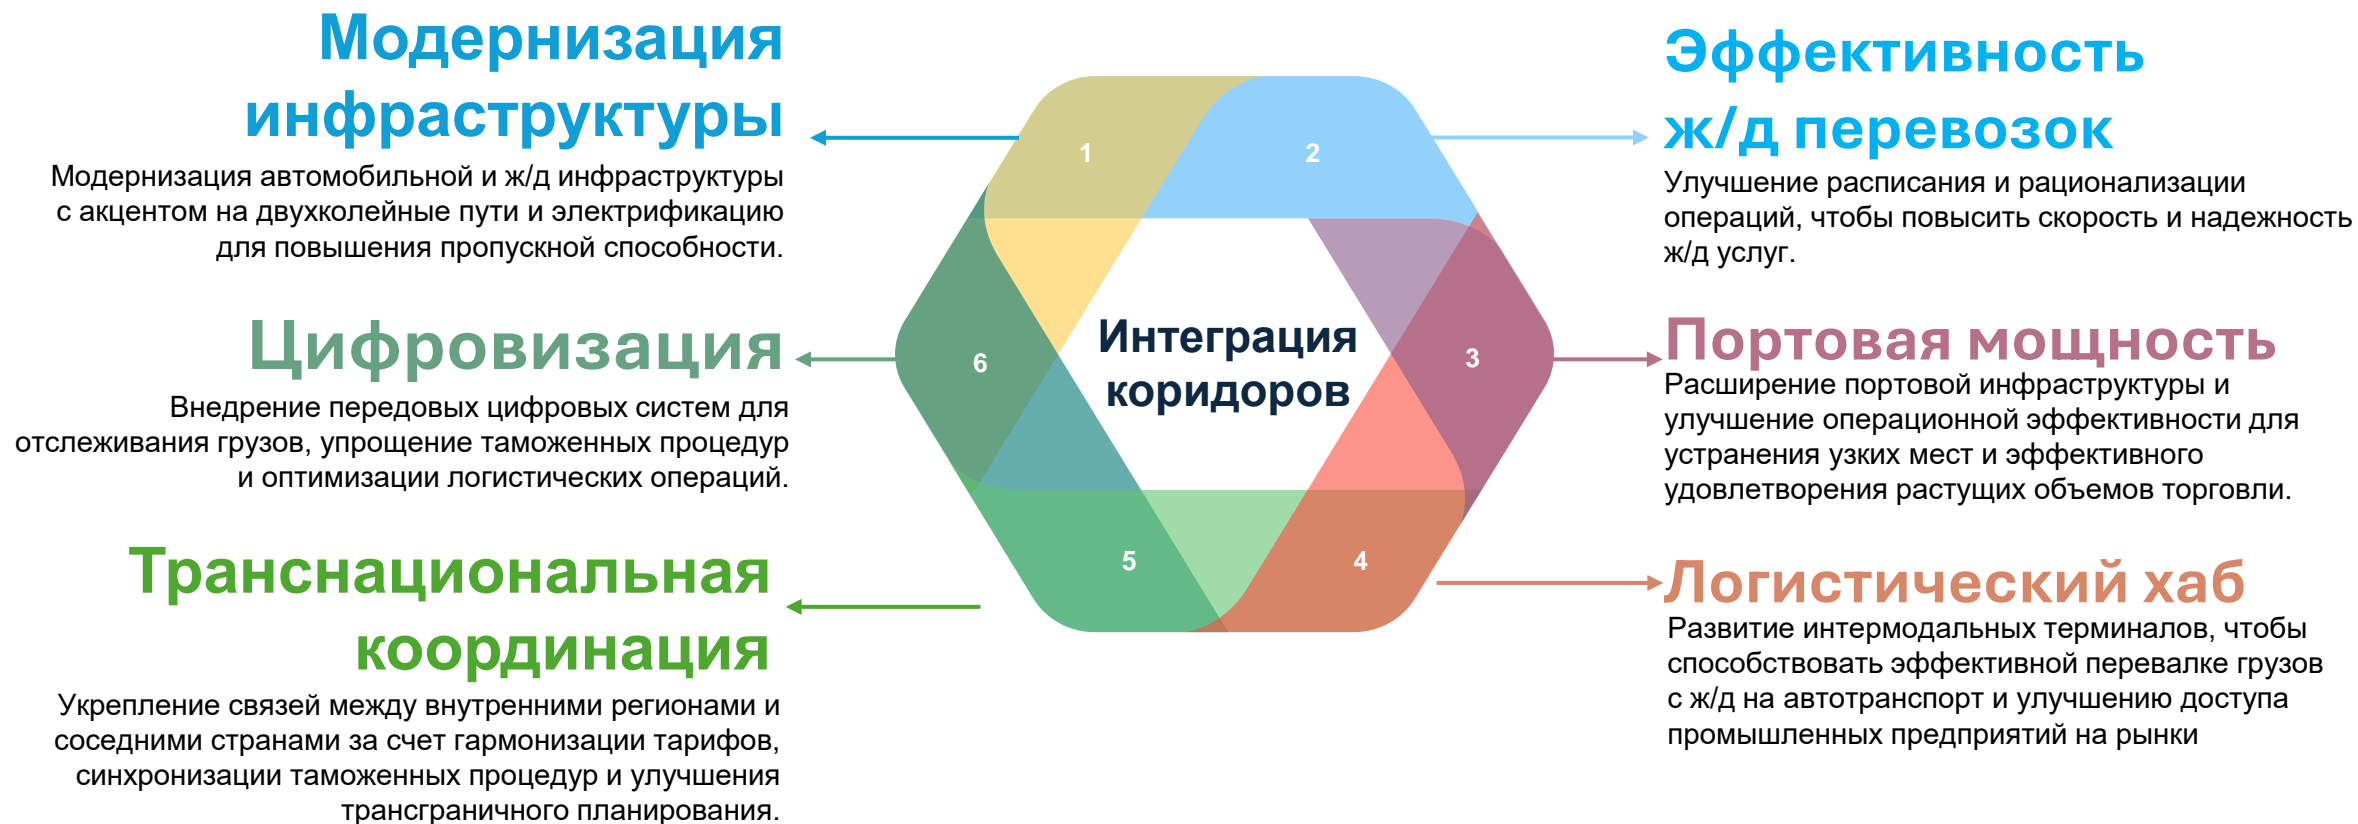 Модернизация
инфраструктуры
Модернизация автомобильной и ж/д инфраструктуры
с акцентом на двухколейные пути и электрификацию
для повышения пропускной способности.
Цифровизация
Внедрение передовых цифровых систем для
отслеживания грузов, упрощение таможенных процедур
и оптимизации логистических операций.
Транснациональная
координация
Укрепление связей между внутренними регионами и
соседними странами за счет гармонизации тарифов,
синхронизации таможенных процедур и улучшения
трансграничного планирования.
1
2
3
4
5
6
Интеграция
коридоров
Эффективность
ж/д перевозок
Улучшение расписания и рационализации
операций, чтобы повысить скорость и надежность
ж/д услуг.
Портовая мощность
Расширение портовой инфраструктуры и
улучшение операционной эффективности для
устранения узких мест и эффективного
удовлетворения растущих объемов торговли.
Логистический хаб
Развитие интермодальных терминалов, чтобы
способствовать эффективной перевалке грузов
с ж/д на автотранспорт и улучшению доступа
промышленных предприятий на рынки